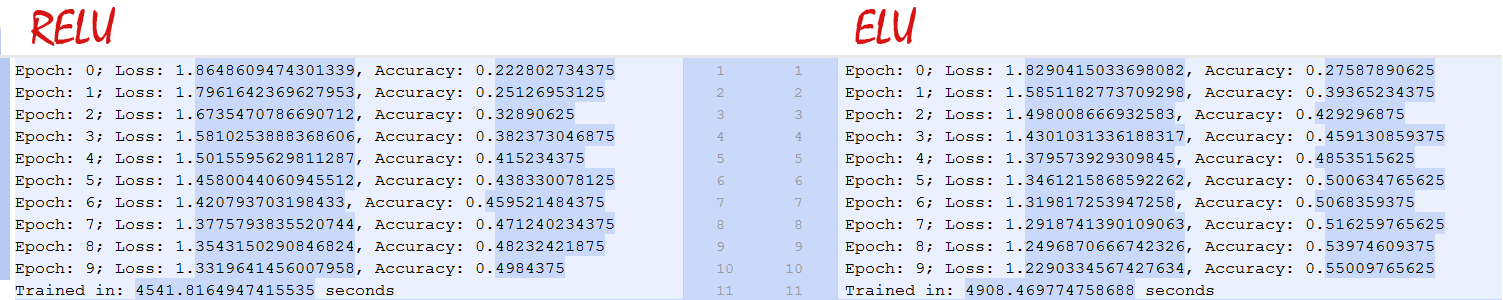 RELU
Epoch: 0; Loss: 1.8648609474301339, Accuracy: 0.222802734375
Epoch: 1; Loss: 1.7961642369627953, Accuracy: 0.25126953125
Epoch: 2; Loss: 1.6735470786690712, Accuracy: 0.32890625
Epoch: 3; Loss: 1.5810253888368606, Accuracy: 0.382373046875
Epoch: 4; Loss: 1.5015595629811287, Accuracy: 0.415234375
Epoch: 5; Loss: 1.4580044060945512, Accuracy: 0.438330078125
Epoch: 6; Loss: 1.420793703198433, Accuracy: 0.459521484375
Epoch: 7; Loss: 1.3775793835520744, Accuracy: 0.471240234375
Epoch: 8; Loss: 1.3543150290846824, Accuracy: 0.48232421875
Epoch: 9; Loss: 1.3319641456007958, Accuracy: 0.4984375
Trained in: 4541.8164947415535 seconds
1 1
2 2
3 3
4 4
5 5
6 6
7 7
8 8
9 9
10 10
11 11
ELU
Epoch: 0; Loss: 1.8290415033698082, Accuracy: 0.27587890625
Epoch: 1; Loss: 1.5851182773709298, Accuracy: 0.39365234375
Epoch: 2; Loss: 1.498008666932583, Accuracy: 0.429296875
Epoch: 3; Loss: 1.4301031336188317, Accuracy: 0.459130859375
Epoch: 4; Loss: 1.379573929309845, Accuracy: 0.4853515625
Epoch: 5; Loss: 1.3461215868592262, Accuracy: 0.500634765625
Epoch: 6; Loss: 1.319817253947258, Accuracy: 0.5068359375
Epoch: 7; Loss: 1.2918741390109063, Accuracy: 0.516259765625
Epoch: 8; Loss: 1.2496870666742326, Accuracy: 0.53974609375
Epoch: 9; Loss: 1.2290334567427634, Accuracy: 0.55009765625
Trained in: 4908.469774758688 seconds